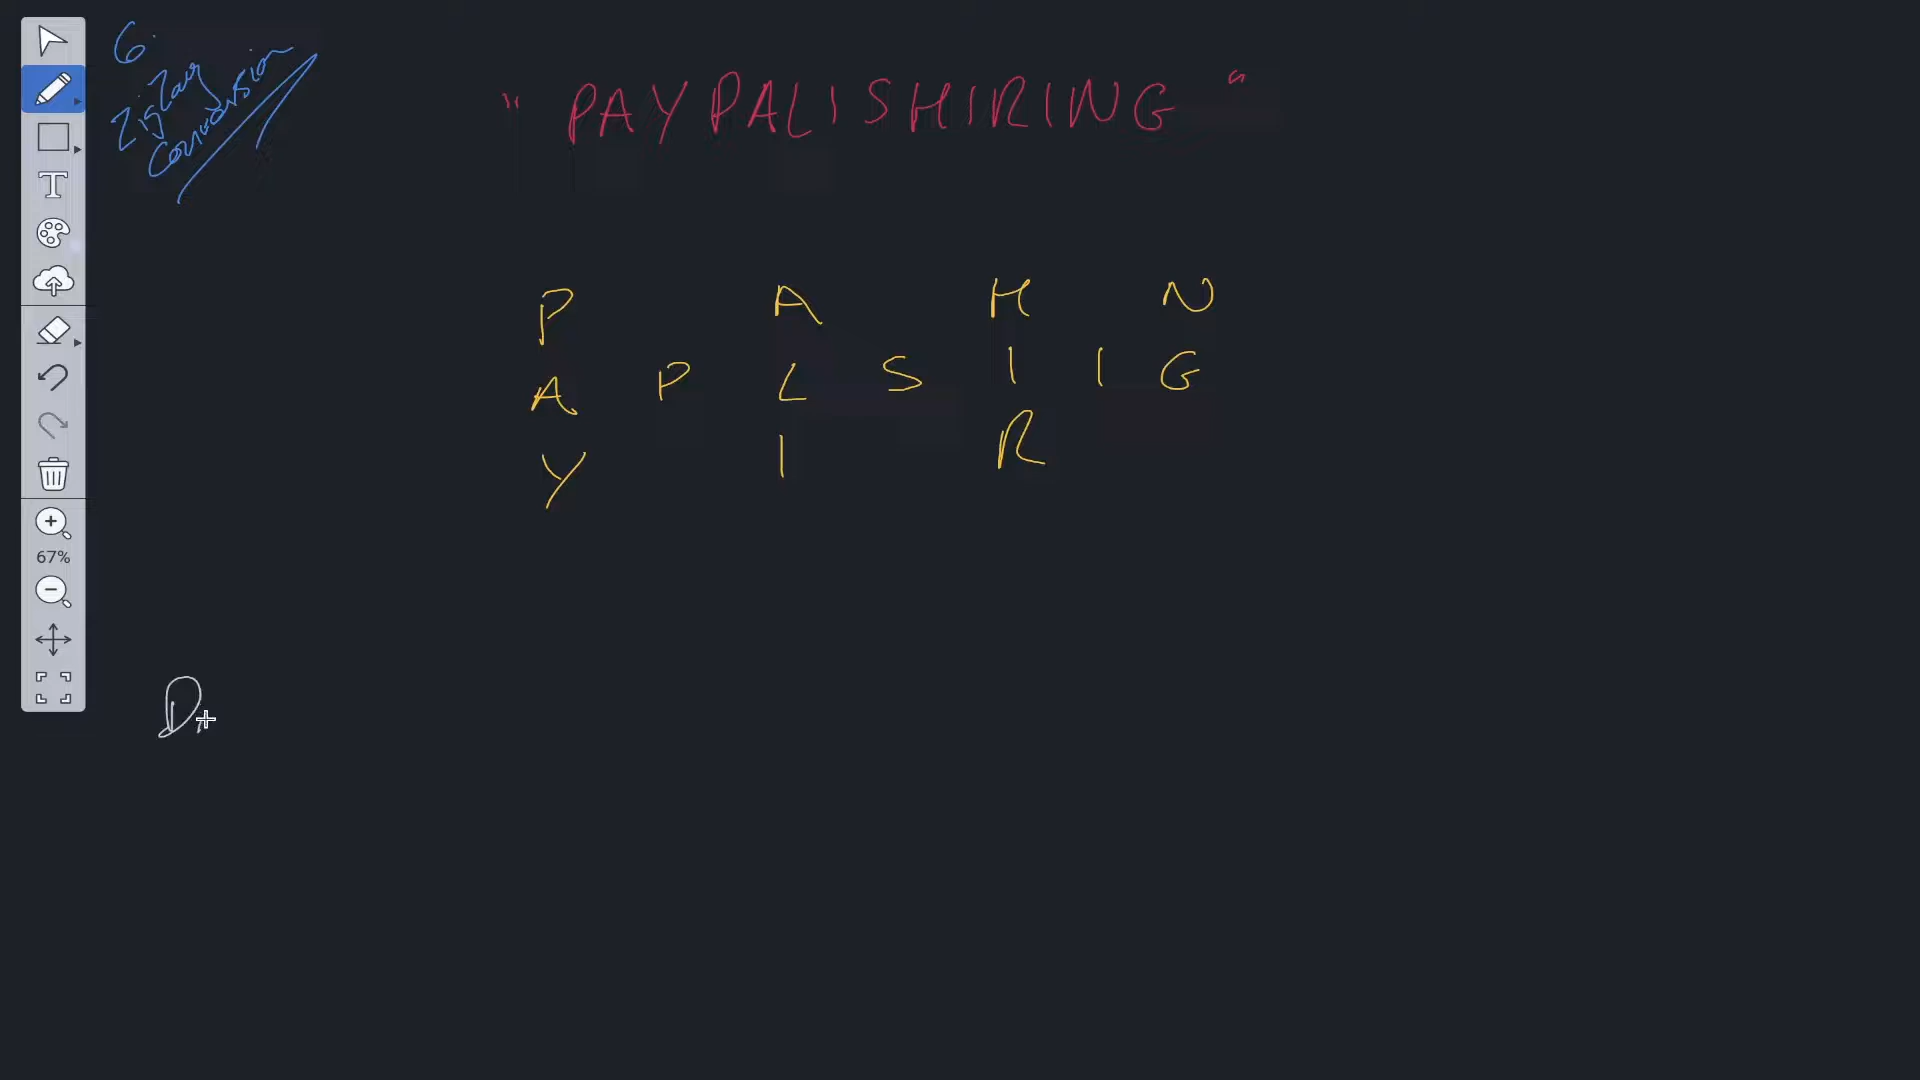 6.
ZigZag
Conversion
"PAYPALISHIRING"
P A H N
A P L S I I G
Y I R
T
67%
D